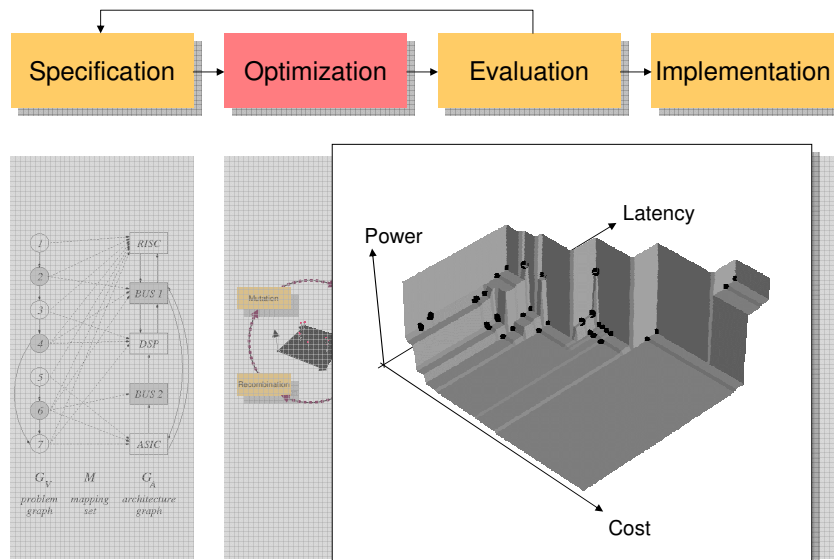 Specification
Optimization
Evaluation
Implementation
1
2
3
4
5
6
7
RISC
BUS 1
DSP
BUS 2
ASIC
G_V
M
G_A
problem
graph
mapping
set
architecture
graph
Mutation
Recombination
Power
Latency
Cost